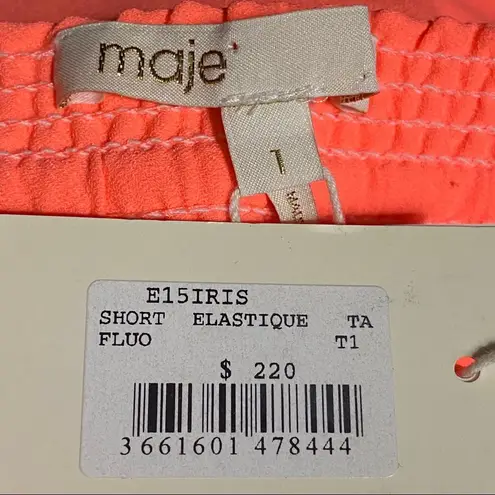 maje
1
E15IRIS
SHORT ELASTIQUE TA
FLUO T1
$ 220
3661601 478444